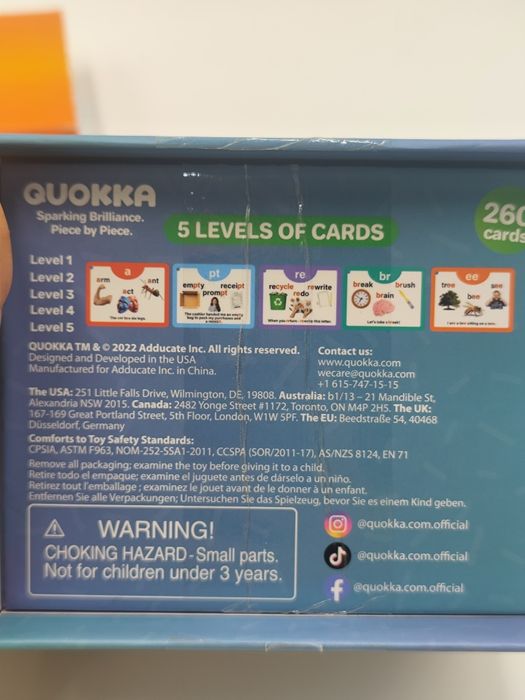 QUOKKA
Sparking Brilliance.
Piece by Piece.
5 LEVELS OF CARDS
260
cards
Level 1
Level 2
Level 3
Level 4
Level 5
a
arm
ant
act
pt
empty
receipt
prompt
re
recycle
rewrite
redo
br
break
brush
brain
Let's take a break!
ee
tree
see
bee
QUOKKA TM & © 2022 Adducate Inc. All rights reserved.
Designed and Developed in the USA
Manufactured for Adducate Inc. in China.
Contact us:
www.quokka.com
wecare@quokka.com
+1 615-747-15-15
The USA: 251 Little Falls Drive, Wilmington, DE, 19808. Australia: b1/13 – 21 Mandible St,
Alexandria NSW 2015. Canada: 2482 Yonge Street #1172, Toronto, ON M4P 2H5. The UK:
167-169 Great Portland Street, 5th Floor, London, W1W 5PF. The EU: Beedstraße 54, 40468
Düsseldorf, Germany
Comforts to Toy Safety Standards:
CPSIA, ASTM F963, NOM-252-SSA1-2011, CCSPA (SOR/2011-17), AS/NZS 8124, EN 71
Remove all packaging; examine the toy before giving it to a child.
Retire todo el empaque; examine el juguete antes de dárselo a un niño.
Retirez tout l'emballage; examinez le jouet avant de le donner à un enfant.
Entfernen Sie alle Verpackungen; Untersuchen Sie das Spielzeug, bevor Sie es einem Kind geben.
WARNING!
CHOKING HAZARD - Small parts.
Not for children under 3 years.
@quokka.com.official
@quokka.com.official
@quokka.com.official